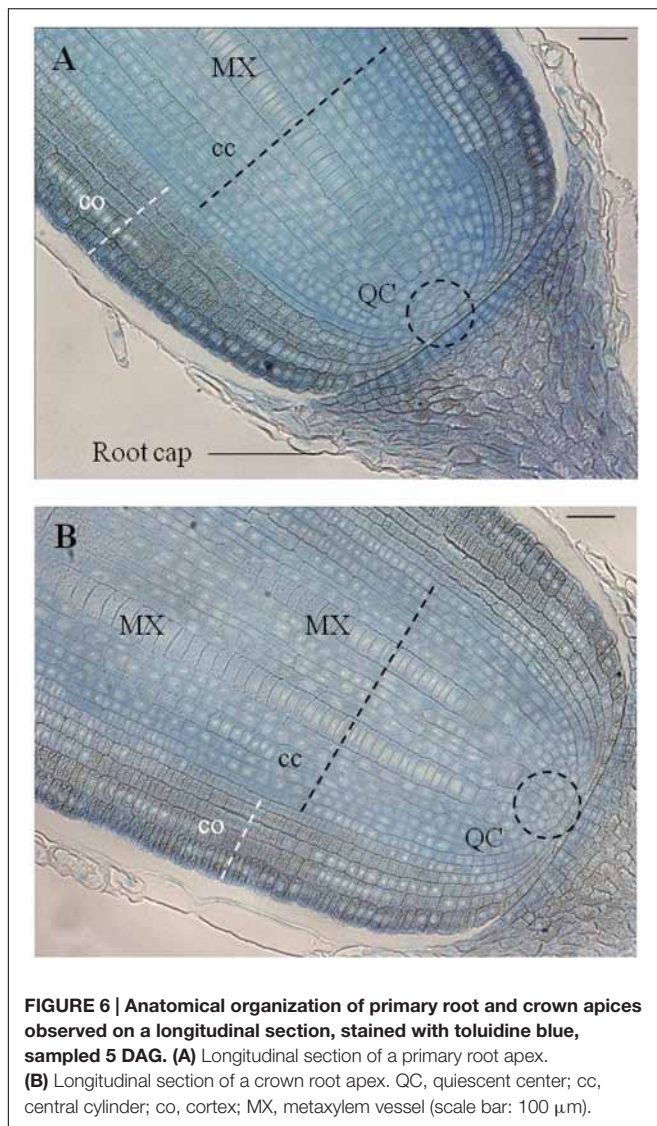 A
MX
cc
co
QC
Root cap
B
MX
MX
cc
co
QC
FIGURE 6 | Anatomical organization of primary root and crown apices
observed on a longitudinal section, stained with toluidine blue,
sampled 5 DAG. (A) Longitudinal section of a primary root apex.
(B) Longitudinal section of a crown root apex. QC, quiescent center; cc,
central cylinder; co, cortex; MX, metaxylem vessel (scale bar: 100 μm).